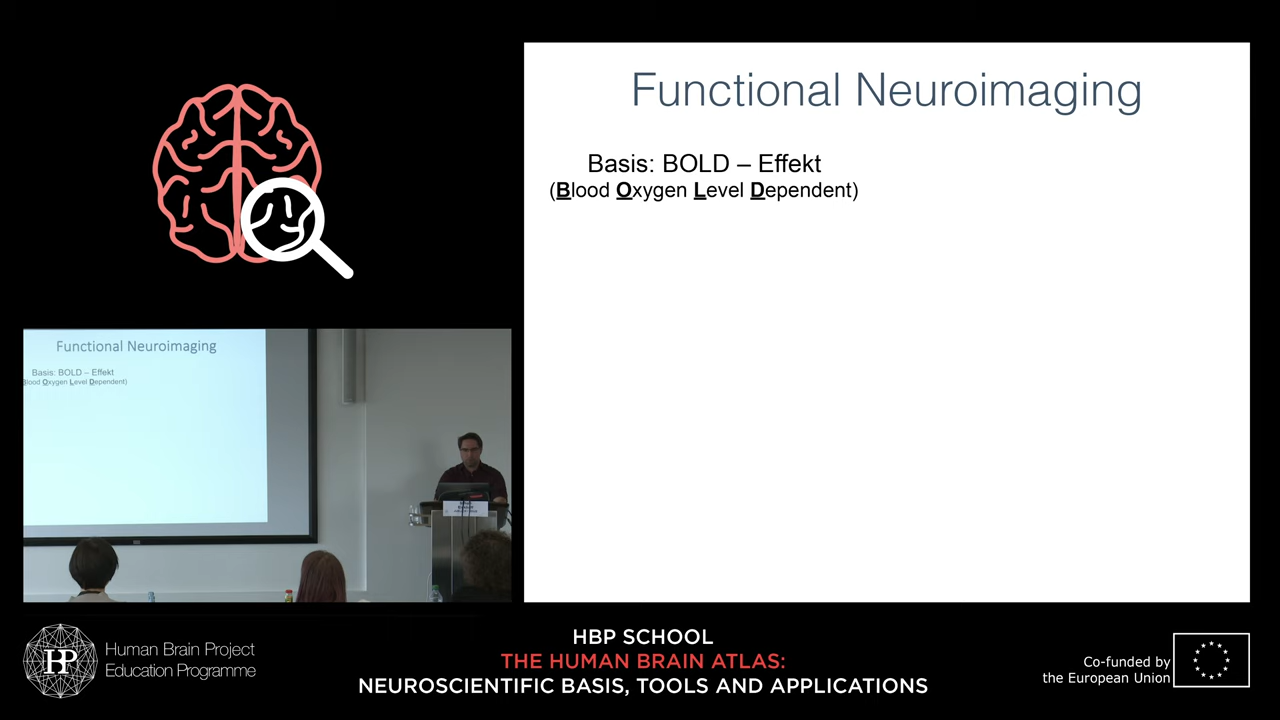 Functional Neuroimaging
Basis: BOLD – Effekt
(Blood Oxygen Level Dependent)
Functional Neuroimaging
Basis: BOLD – Effekt
Blood Oxygen Level Dependent)
HP
Human Brain Project
Education Programme
HBP SCHOOL
THE HUMAN BRAIN ATLAS:
NEUROSCIENTIFIC BASIS, TOOLS AND APPLICATIONS
Co-funded by
the European Union